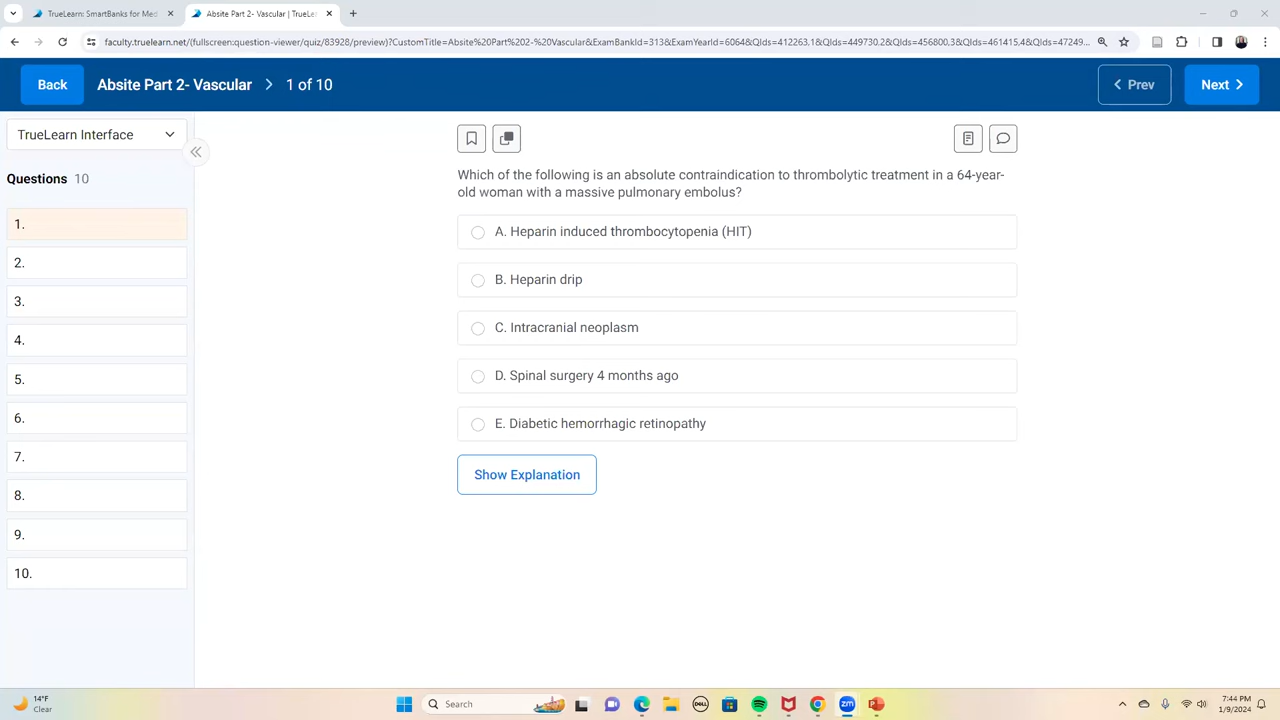 TrueLearn: SmartBanks for Med
Absite Part 2- Vascular | TrueLe
faculty.truelearn.net/(fullscreen:question-viewer/quiz/83928/preview)?CustomTitle=Absite%20Part%202-%20Vascular&ExamBankId=313&ExamYearId=6064&QIds=412263,1&QIds=449730,2&QIds=456800,3&QIds=461415,4&QIds=47249...
Back
Absite Part 2- Vascular > 1 of 10
Prev
Next
TrueLearn Interface
Questions 10
1.
2.
3.
4.
5.
6.
7.
8.
9.
10.
Which of the following is an absolute contraindication to thrombolytic treatment in a 64-year-
old woman with a massive pulmonary embolus?
A. Heparin induced thrombocytopenia (HIT)
B. Heparin drip
C. Intracranial neoplasm
D. Spinal surgery 4 months ago
E. Diabetic hemorrhagic retinopathy
Show Explanation
14°F
Clear
Search
DELL
zm
7:44 PM
1/9/2024